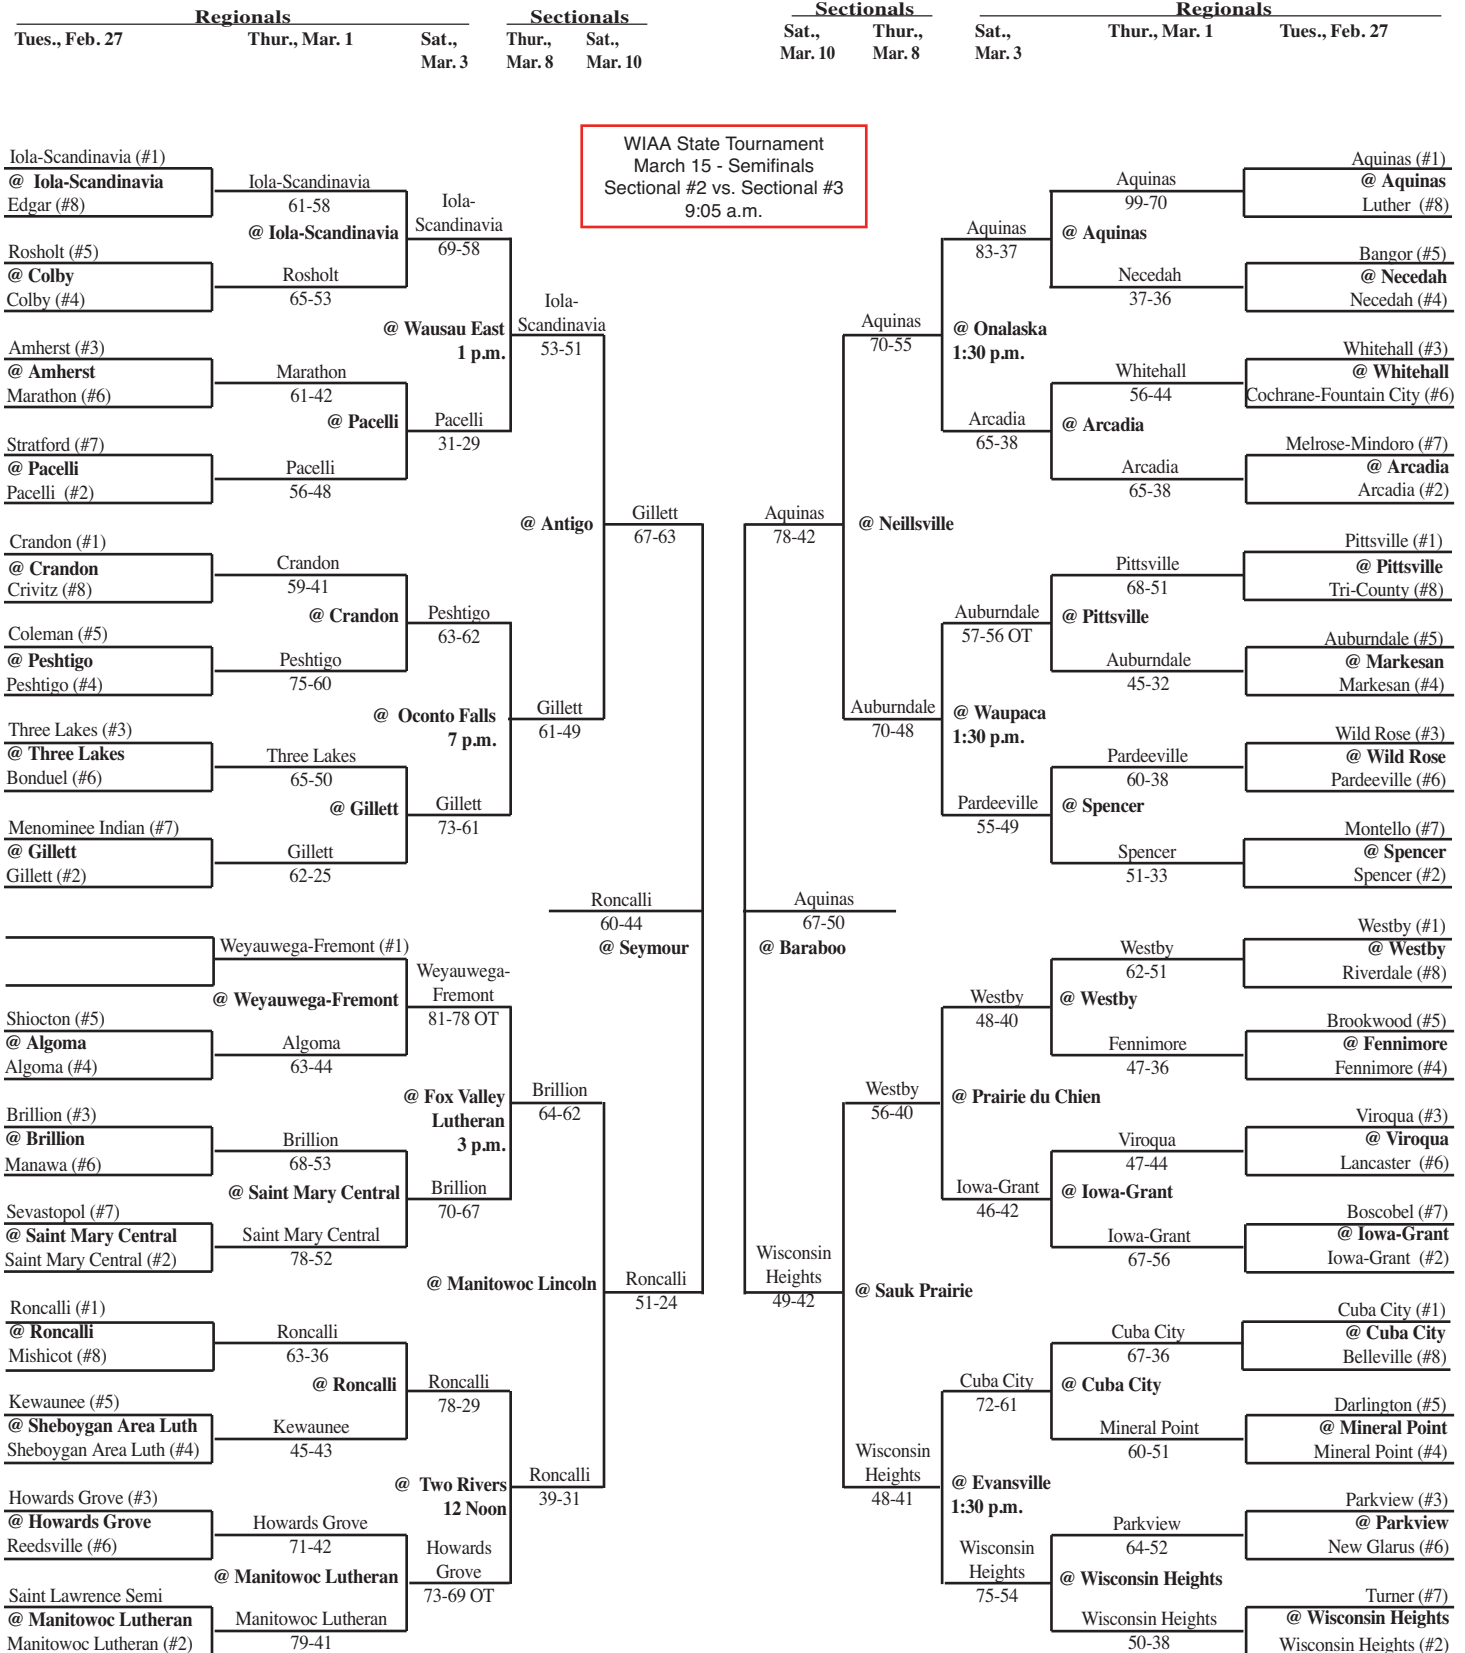 Regionals
Tues., Feb. 27
Thur., Mar. 1
Sat.,
Mar. 3
Sectionals
Thur.,
Mar. 8
Sat.,
Mar. 10
Sectionals
Sat.,
Mar. 10
Thur.,
Mar. 8
Regionals
Sat.,
Mar. 3
Thur., Mar. 1
Tues., Feb. 27
WIAA State Tournament
March 15 - Semifinals
Sectional #2 vs. Sectional #3
9:05 a.m.
Iola-Scandinavia (#1)
@ Iola-Scandinavia
Edgar (#8)
Rosholt (#5)
@ Colby
Colby (#4)
Amherst (#3)
@ Amherst
Marathon (#6)
Stratford (#7)
@ Pacelli
Pacelli (#2)
Crandon (#1)
@ Crandon
Crivitz (#8)
Coleman (#5)
@ Peshtigo
Peshtigo (#4)
Three Lakes (#3)
@ Three Lakes
Bonduel (#6)
Menominee Indian (#7)
@ Gillett
Gillett (#2)
Shiocton (#5)
@ Algoma
Algoma (#4)
Brillion (#3)
@ Brillion
Manawa (#6)
Sevastopol (#7)
@ Saint Mary Central
Saint Mary Central (#2)
Roncalli (#1)
@ Roncalli
Mishicot (#8)
Kewaunee (#5)
@ Sheboygan Area Luth
Sheboygan Area Luth (#4)
Howards Grove (#3)
@ Howards Grove
Reedsville (#6)
Saint Lawrence Semi
@ Manitowoc Lutheran
Manitowoc Lutheran (#2)
Iola-Scandinavia
61-58
@ Iola-Scandinavia
Rosholt
65-53
Marathon
61-42
@ Pacelli
Pacelli
56-48
Crandon
59-41
@ Crandon
Peshtigo
75-60
Three Lakes
65-50
@ Gillett
Gillett
62-25
Weyauwega-Fremont (#1)
@ Weyauwega-Fremont
Algoma
63-44
Brillion
68-53
@ Saint Mary Central
Saint Mary Central
78-52
Roncalli
63-36
@ Roncalli
Kewaunee
45-43
Howards Grove
71-42
@ Manitowoc Lutheran
Manitowoc Lutheran
79-41
Iola-
Scandinavia
69-58
@ Wausau East
1 p.m.
Pacelli
31-29
Peshtigo
63-62
@ Oconto Falls
7 p.m.
Gillett
73-61
Weyauwega-
Fremont
81-78 OT
@ Fox Valley
Lutheran
3 p.m.
Brillion
70-67
Roncalli
78-29
@ Two Rivers
12 Noon
Howards
Grove
73-69 OT
Iola-
Scandinavia
53-51
@ Antigo
Gillett
61-49
Brillion
64-62
@ Manitowoc Lincoln
Roncalli
39-31
Gillett
67-63
Roncalli
60-44
@ Seymour
Roncalli
51-24
Aquinas
78-42
Aquinas
67-50
@ Baraboo
Wisconsin
Heights
49-42
Aquinas
70-55
@ Neillsville
Auburndale
70-48
Westby
56-40
@ Sauk Prairie
Wisconsin
Heights
48-41
Aquinas
83-37
@ Onalaska
1:30 p.m.
Arcadia
65-38
Auburndale
57-56 OT
@ Waupaca
1:30 p.m.
Pardeeville
55-49
Westby
48-40
@ Prairie du Chien
Iowa-Grant
46-42
Cuba City
72-61
@ Evansville
1:30 p.m.
Wisconsin
Heights
75-54
Aquinas
99-70
@ Aquinas
Necedah
37-36
Whitehall
56-44
@ Arcadia
Arcadia
65-38
Pittsville
68-51
@ Pittsville
Auburndale
45-32
Pardeeville
60-38
@ Spencer
Spencer
51-33
Westby
62-51
@ Westby
Fennimore
47-36
Viroqua
47-44
@ Iowa-Grant
Iowa-Grant
67-56
Cuba City
67-36
@ Cuba City
Mineral Point
60-51
Parkview
64-52
@ Wisconsin Heights
Wisconsin Heights
50-38
Aquinas (#1)
@ Aquinas
Luther (#8)
Bangor (#5)
@ Necedah
Necedah (#4)
Whitehall (#3)
@ Whitehall
Cochrane-Fountain City (#6)
Melrose-Mindoro (#7)
@ Arcadia
Arcadia (#2)
Pittsville (#1)
@ Pittsville
Tri-County (#8)
Auburndale (#5)
@ Markesan
Markesan (#4)
Wild Rose (#3)
@ Wild Rose
Pardeeville (#6)
Montello (#7)
@ Spencer
Spencer (#2)
Westby (#1)
@ Westby
Riverdale (#8)
Brookwood (#5)
@ Fennimore
Fennimore (#4)
Viroqua (#3)
@ Viroqua
Lancaster (#6)
Boscobel (#7)
@ Iowa-Grant
Iowa-Grant (#2)
Cuba City (#1)
@ Cuba City
Belleville (#8)
Darlington (#5)
@ Mineral Point
Mineral Point (#4)
Parkview (#3)
@ Parkview
New Glarus (#6)
Turner (#7)
@ Wisconsin Heights
Wisconsin Heights (#2)